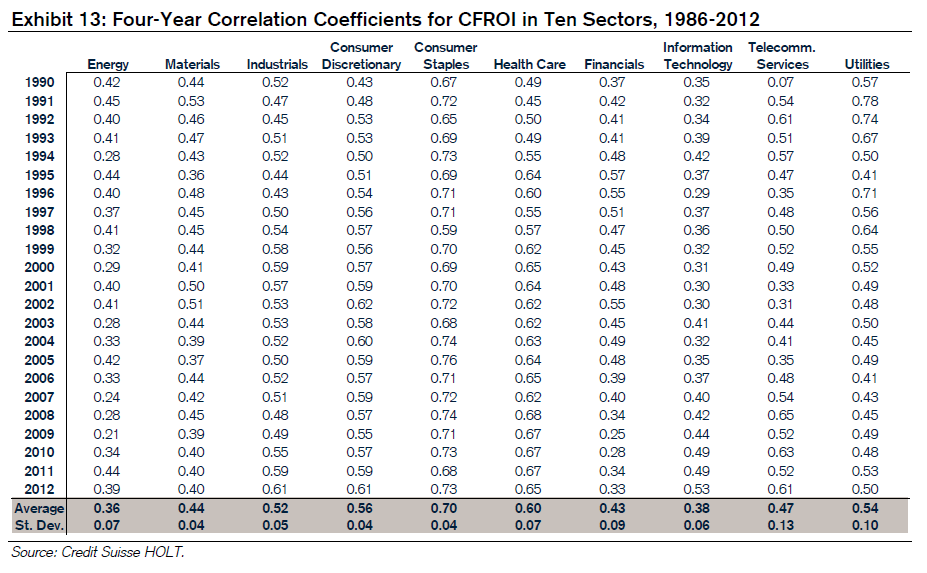 Exhibit 13: Four-Year Correlation Coefficients for CFROI in Ten Sectors, 1986-2012
Consumer Consumer Information Telecomm.
Energy Materials Industrials Discretionary Staples Health Care Financials Technology Services Utilities
1990 0.42 0.44 0.52 0.43 0.67 0.49 0.37 0.35 0.07 0.57
1991 0.45 0.53 0.47 0.48 0.72 0.45 0.42 0.32 0.54 0.78
1992 0.40 0.46 0.45 0.53 0.65 0.50 0.41 0.34 0.61 0.74
1993 0.41 0.47 0.51 0.53 0.69 0.49 0.41 0.39 0.51 0.67
1994 0.28 0.43 0.52 0.50 0.73 0.55 0.48 0.42 0.57 0.50
1995 0.44 0.36 0.44 0.51 0.69 0.64 0.57 0.37 0.47 0.41
1996 0.40 0.48 0.43 0.54 0.71 0.60 0.55 0.29 0.35 0.71
1997 0.37 0.45 0.50 0.56 0.71 0.55 0.51 0.37 0.48 0.56
1998 0.41 0.45 0.54 0.57 0.59 0.57 0.47 0.36 0.50 0.64
1999 0.32 0.44 0.58 0.56 0.70 0.62 0.45 0.32 0.52 0.55
2000 0.29 0.41 0.59 0.57 0.69 0.65 0.43 0.31 0.49 0.52
2001 0.40 0.50 0.57 0.59 0.70 0.64 0.48 0.30 0.33 0.49
2002 0.41 0.51 0.53 0.62 0.72 0.62 0.55 0.30 0.31 0.48
2003 0.28 0.44 0.53 0.58 0.68 0.62 0.45 0.41 0.44 0.50
2004 0.33 0.39 0.52 0.60 0.74 0.63 0.49 0.32 0.41 0.45
2005 0.42 0.37 0.50 0.59 0.76 0.64 0.48 0.35 0.35 0.49
2006 0.33 0.44 0.52 0.57 0.71 0.65 0.39 0.37 0.48 0.41
2007 0.24 0.42 0.51 0.59 0.72 0.62 0.40 0.40 0.54 0.43
2008 0.28 0.45 0.48 0.57 0.74 0.68 0.34 0.42 0.65 0.45
2009 0.21 0.39 0.49 0.55 0.71 0.67 0.25 0.44 0.52 0.49
2010 0.34 0.40 0.55 0.57 0.73 0.67 0.28 0.49 0.63 0.48
2011 0.44 0.40 0.59 0.59 0.68 0.67 0.34 0.49 0.52 0.53
2012 0.39 0.40 0.61 0.61 0.73 0.65 0.33 0.53 0.61 0.50
Average 0.36 0.44 0.52 0.56 0.70 0.60 0.43 0.38 0.47 0.54
St. Dev. 0.07 0.04 0.05 0.04 0.04 0.07 0.09 0.06 0.13 0.10
Source: Credit Suisse HOLT.